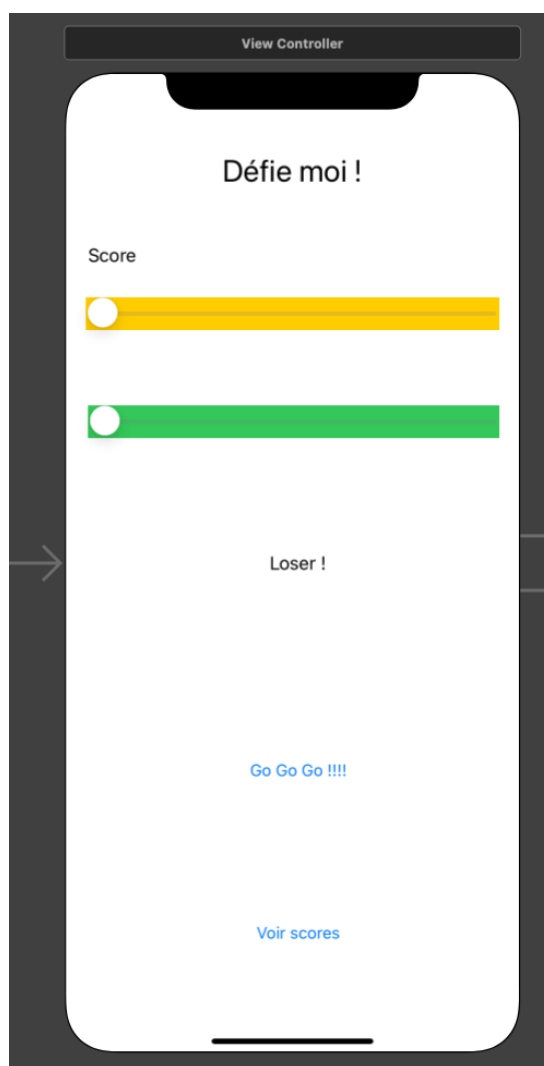 View Controller
Défie moi !
Score
Loser !
Go Go Go !!!!
Voir scores